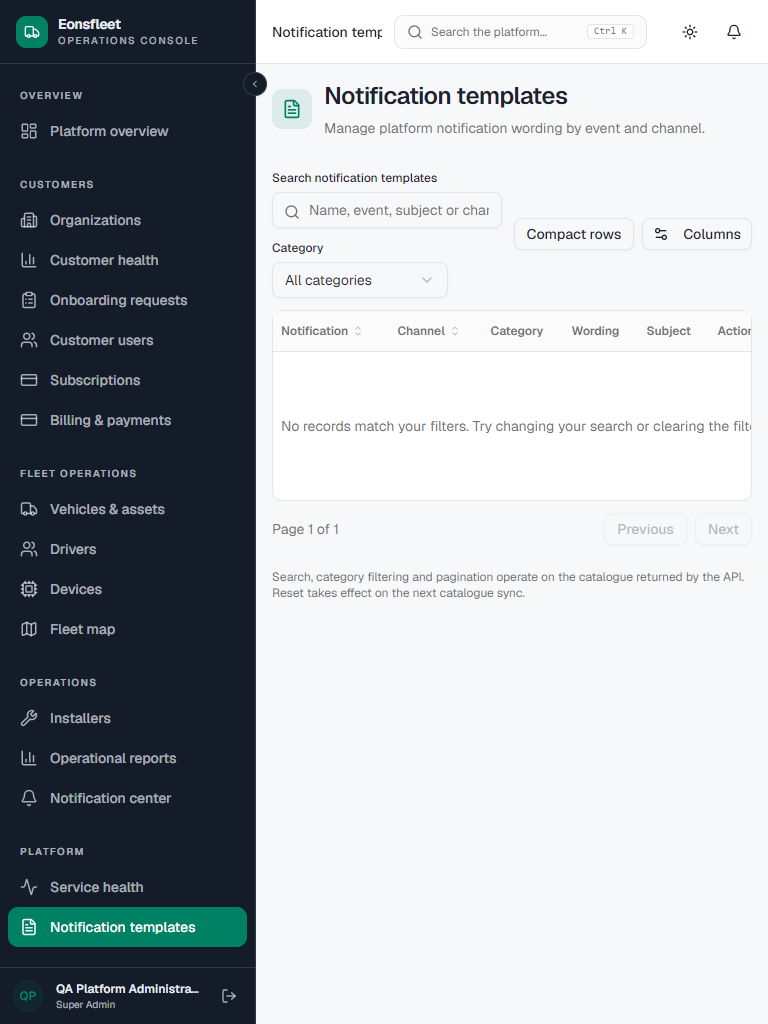 Eonsfleet
OPERATIONS CONSOLE
OVERVIEW
Platform overview
CUSTOMERS
Organizations
Customer health
Onboarding requests
Customer users
Subscriptions
Billing & payments
FLEET OPERATIONS
Vehicles & assets
Drivers
Devices
Fleet map
OPERATIONS
Installers
Operational reports
Notification center
PLATFORM
Service health
Notification templates
QP
QA Platform Administra...
Super Admin
Notification temp
Search the platform...
Ctrl K
Notification templates
Manage platform notification wording by event and channel.
Search notification templates
Name, event, subject or chan
Compact rows
Columns
Category
All categories
Notification Channel Category Wording Subject Action
No records match your filters. Try changing your search or clearing the filte
Page 1 of 1
Previous
Next
Search, category filtering and pagination operate on the catalogue returned by the API.
Reset takes effect on the next catalogue sync.